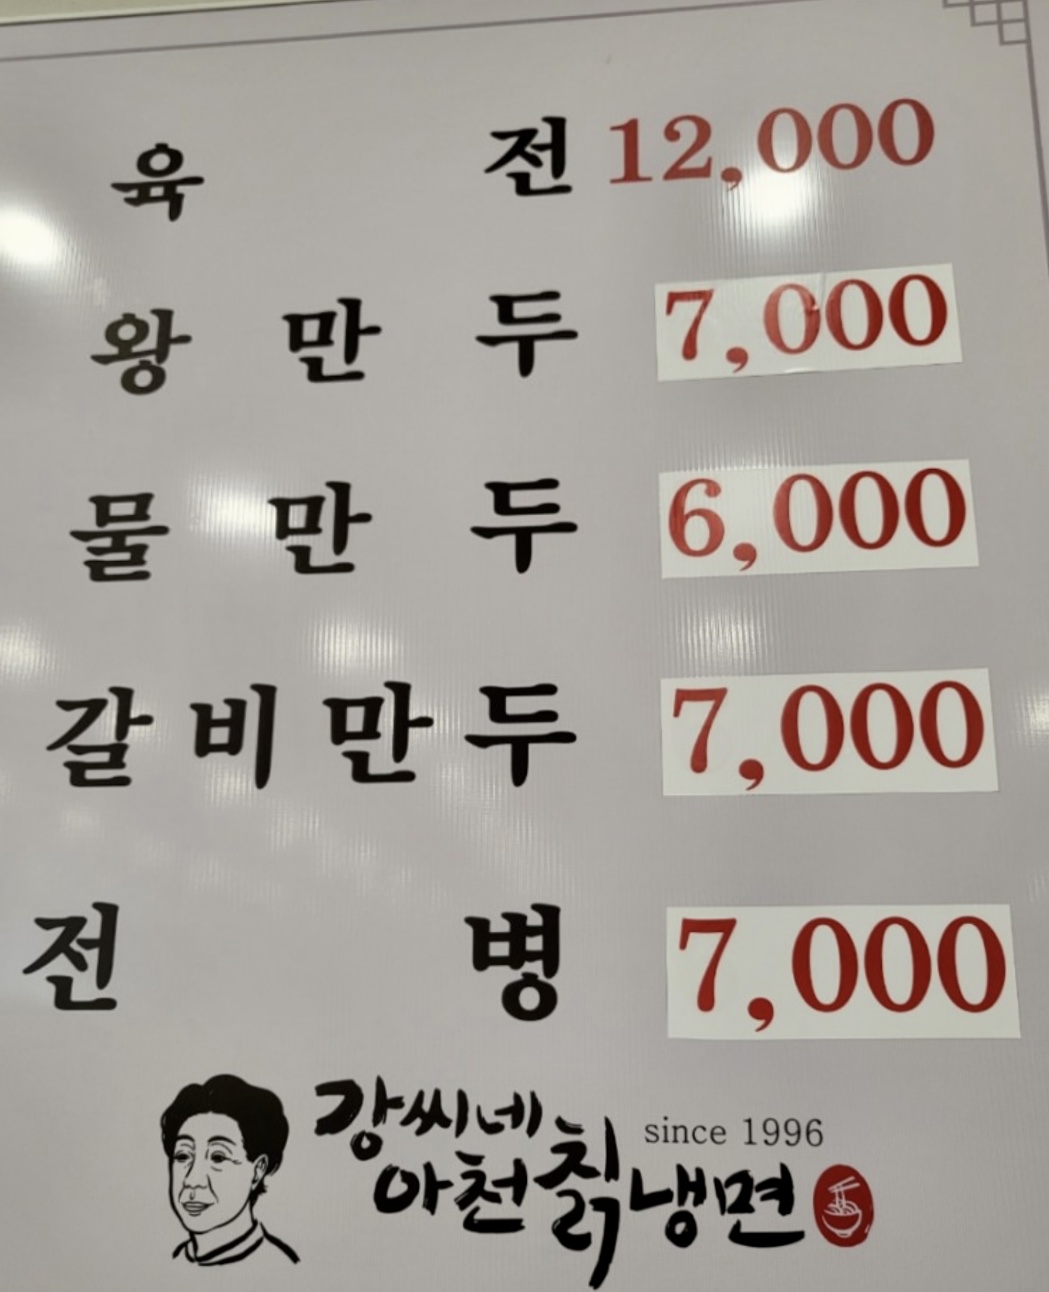 육 전 12,000
왕 만 두 7,000
물 만 두 6,000
갈 비 만 두 7,000
전 병 7,000
강씨네 since 1996
아천 칡 냉면